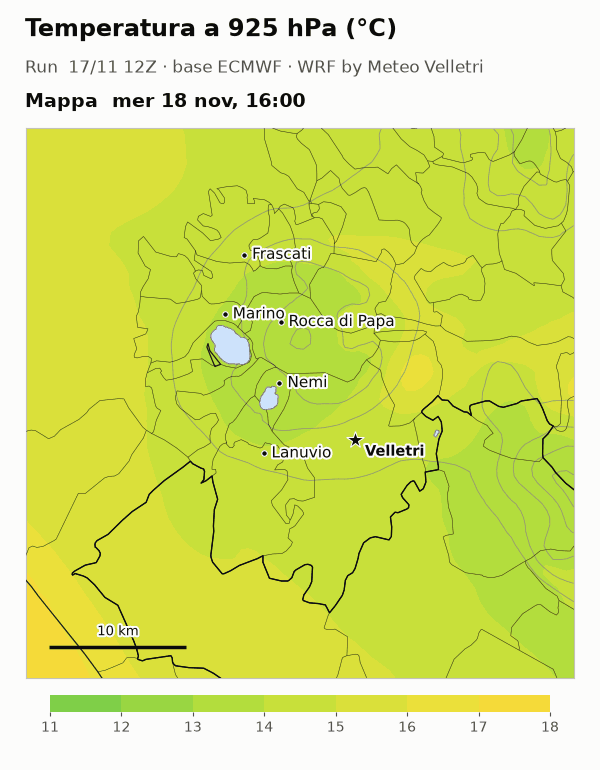 Temperatura a 925 hPa (°C)
Run  17/11 12Z · base ECMWF · WRF by Meteo Velletri
Mappa  mer 18 nov, 16:00
Frascati
Marino
Rocca di Papa
Nemi
Velletri
Lanuvio
10 km
11 12 13 14 15 16 17 18